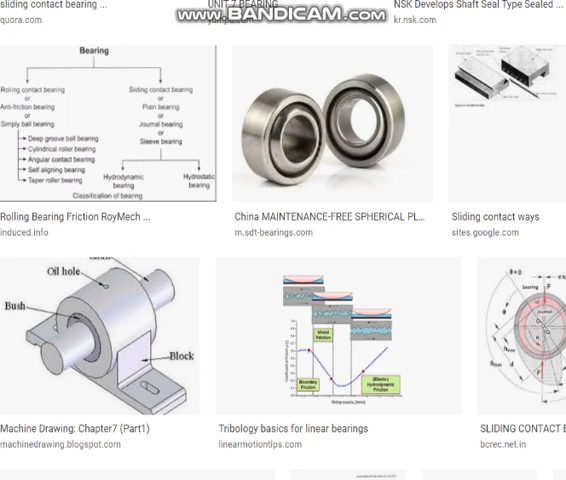 sliding contact bearing ...
UNIT 7 BEARING
NSK Develops Shaft Seal Type Sealed ...
quora.com
yumpu.com
kr.nsk.com
www.BANDICAM.com
Bearing
Rolling contact bearing
or
Anti-friction bearing
or
Simply ball bearing
Deep groove ball bearing
Cylindrical roller bearing
Angular contact bearing
Self aligning bearing
Taper roller bearing
Sliding contact bearing
or
Plain bearing
or
Journal bearing
or
Sleeve bearing
Hydrodynamic
bearing
Hydrostatic
bearing
Classification of bearing
Rolling Bearing Friction RoyMech ...
induced.info
China MAINTENANCE-FREE SPHERICAL PL...
m.sdt-bearings.com
Sliding contact ways
sites.google.com
Oil hole
Bush
Block
Machine Drawing: Chapter7 (Part1)
machinedrawing.blogspot.com
Mixed
Friction
Boundary
Friction
(Elasto)
Hydrodynamic
Friction
Tribology basics for linear bearings
linearmotiontips.com
bearing
journal
SLIDING CONTACT
bcrec.net.in